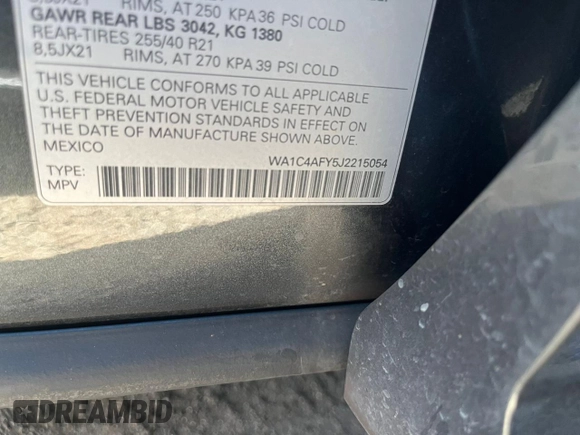 RIMS, AT 250 KPA 36 PSI COLD
GAWR REAR LBS 3042, KG 1380
REAR-TIRES 255/40 R21
8,5JX21 RIMS, AT 270 KPA 39 PSI COLD
THIS VEHICLE CONFORMS TO ALL APPLICABLE
U.S. FEDERAL MOTOR VEHICLE SAFETY AND
THEFT PREVENTION STANDARDS IN EFFECT ON
THE DATE OF MANUFACTURE SHOWN ABOVE.
MEXICO
WA1C4AFY5J2215054
TYPE:
MPV
DREAMBID